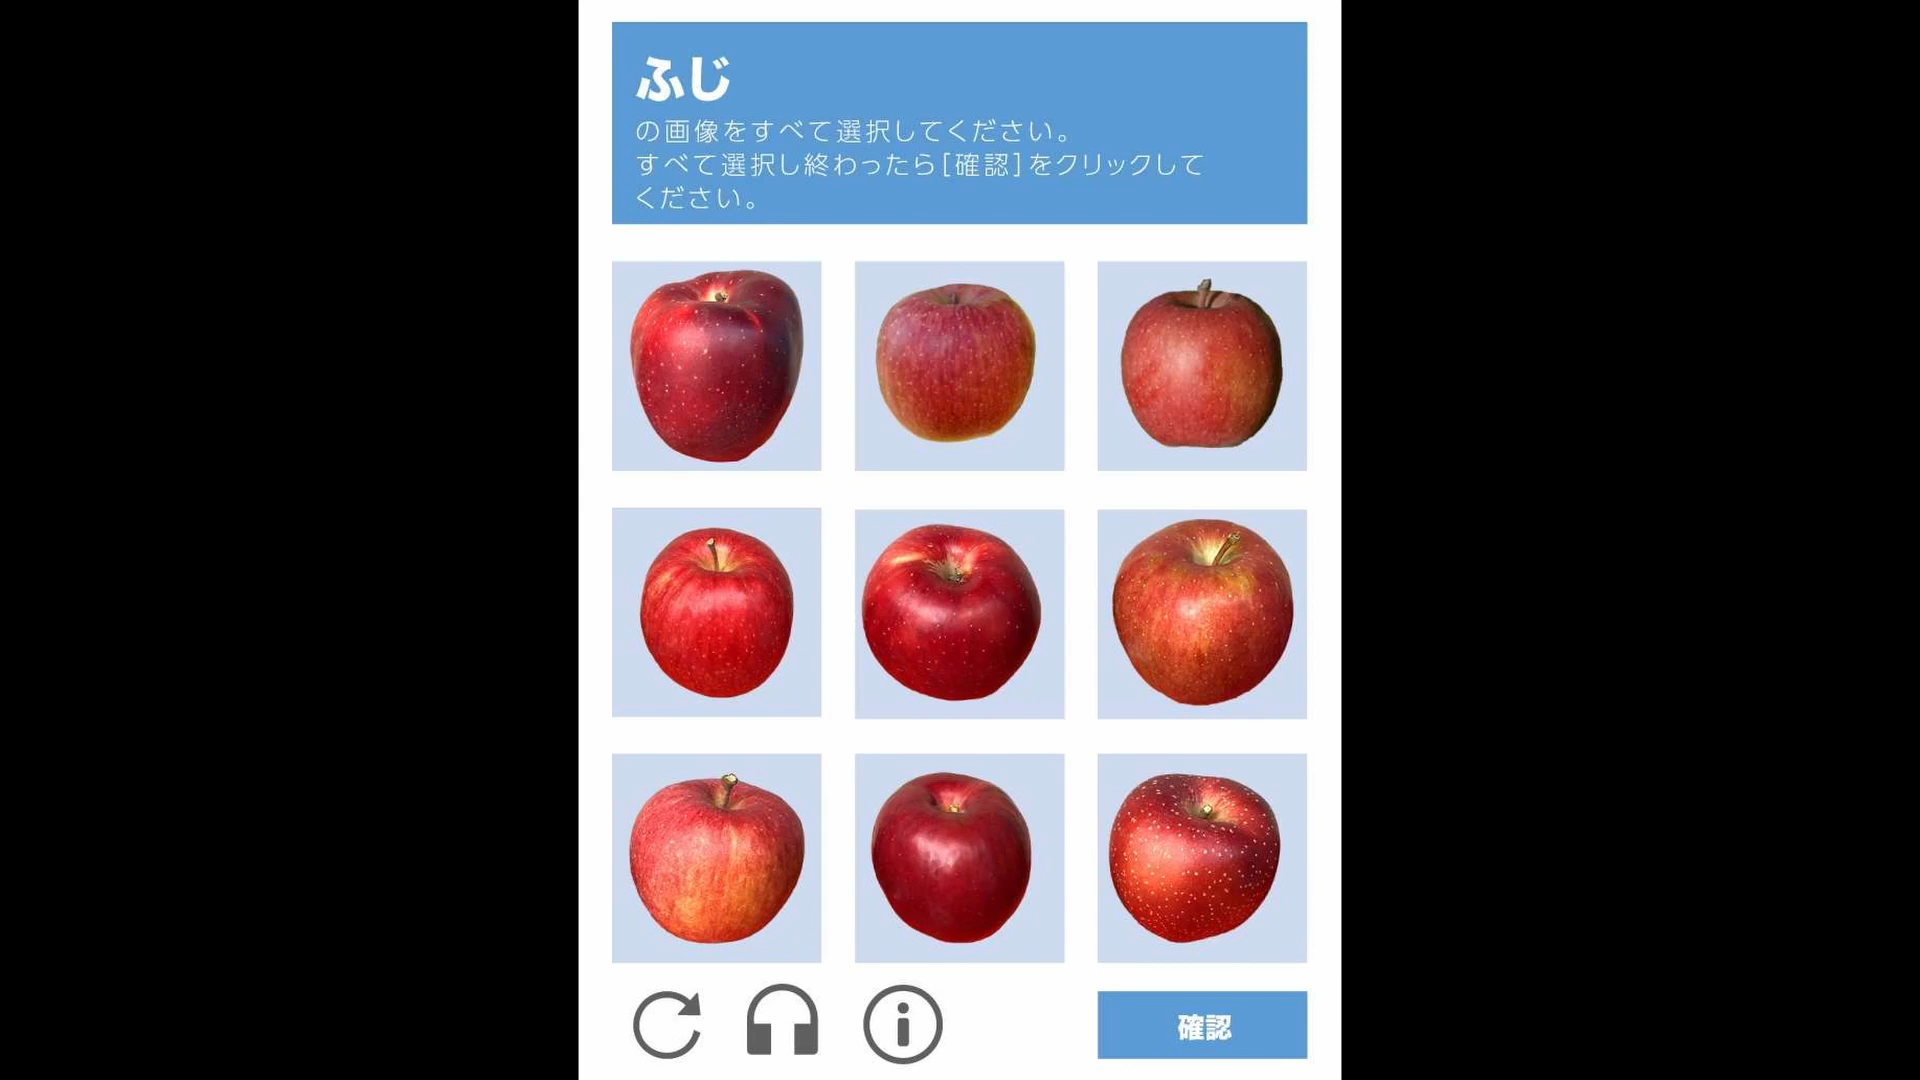 ふじ
の画像をすべて選択してください。
すべて選択し終わったら[確認]をクリックして
ください。
確認